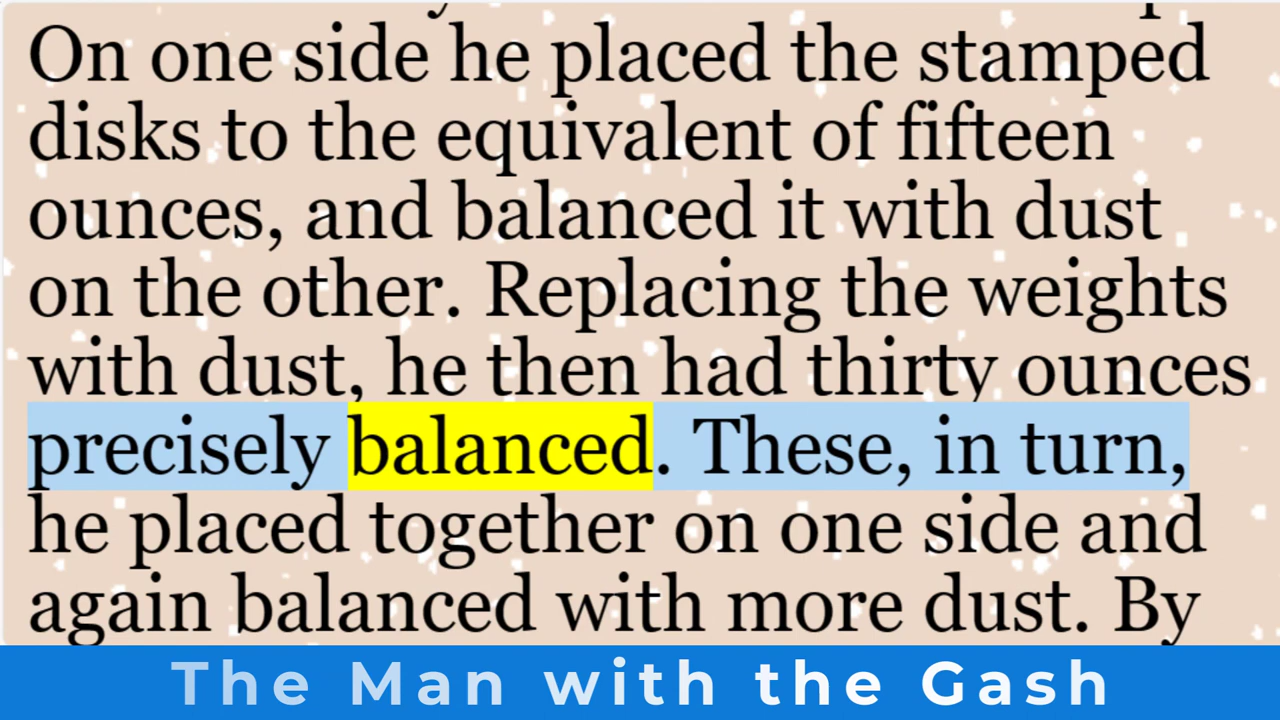 On one side he placed the stamped
disks to the equivalent of fifteen
ounces, and balanced it with dust
on the other. Replacing the weights
with dust, he then had thirty ounces
precisely balanced. These, in turn,
he placed together on one side and
again balanced with more dust. By
The Man with the Gash